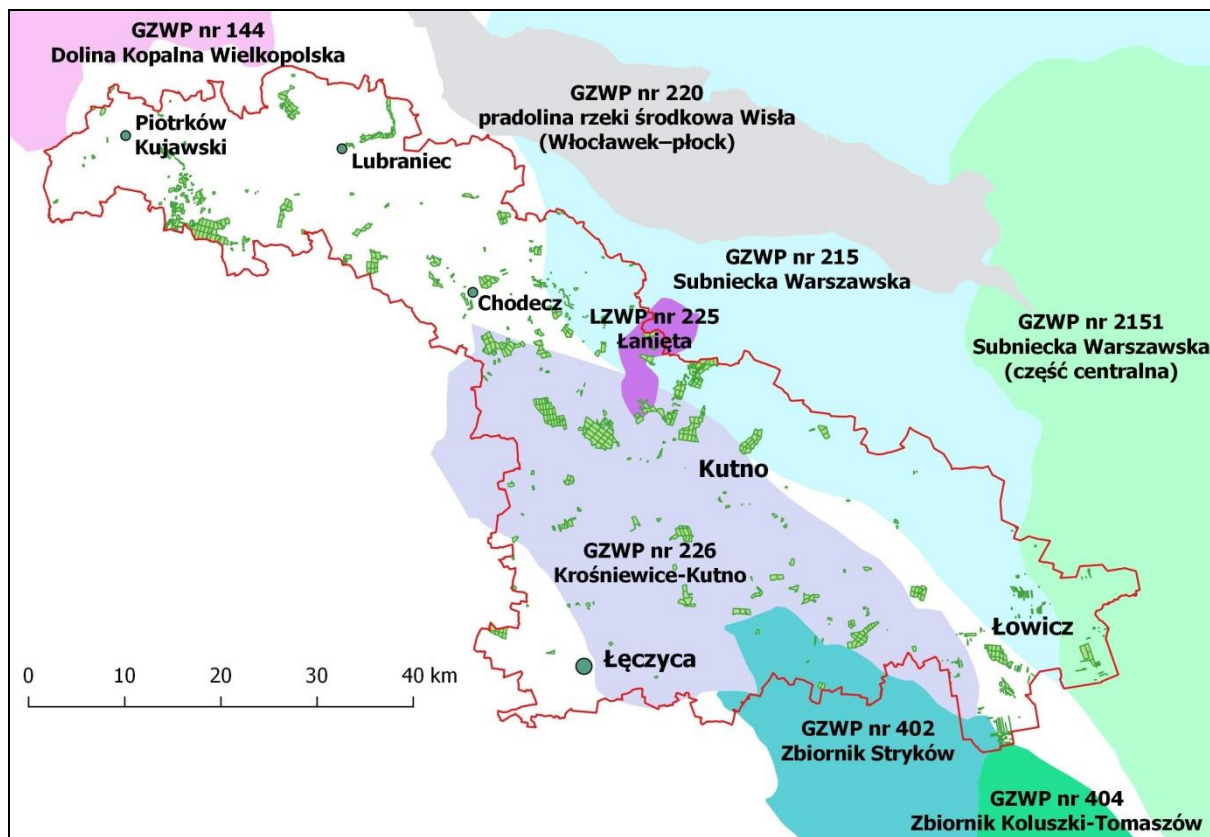 GZWP nr 144
Dolina Kopalna Wielkopolska
GZWP nr 220
pradolina rzeki środkowa Wisła
(Włocławek–płock)
Piotrków
Kujawski
Lubraniec
GZWP nr 215
Subniecka Warszawska
Chodecz
LZWP nr 225
Łanięta
GZWP nr 2151
Subniecka Warszawska
(część centralna)
Kutno
GZWP nr 226
Krośniewice-Kutno
Łowicz
Łęczyca
0 10 20 30 40 km
GZWP nr 402
Zbiornik Stryków
GZWP nr 404
Zbiornik Koluszki-Tomaszów